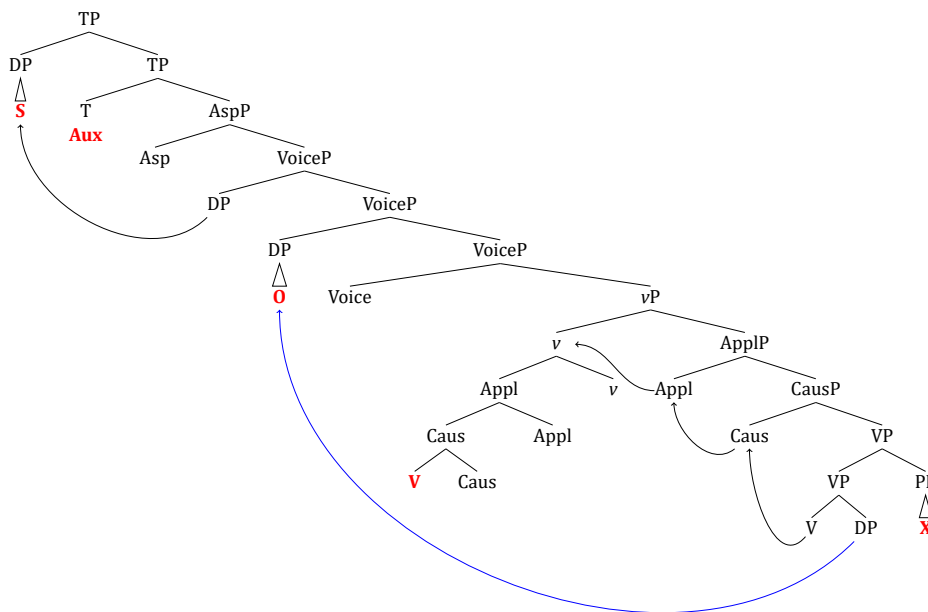 TP
DP TP
S T AspP
Aux Asp VoiceP
DP VoiceP
DP VoiceP
O Voice vP
v ApplP
Appl v Appl CausP
Caus Appl Caus VP
V Caus VP
V DP X